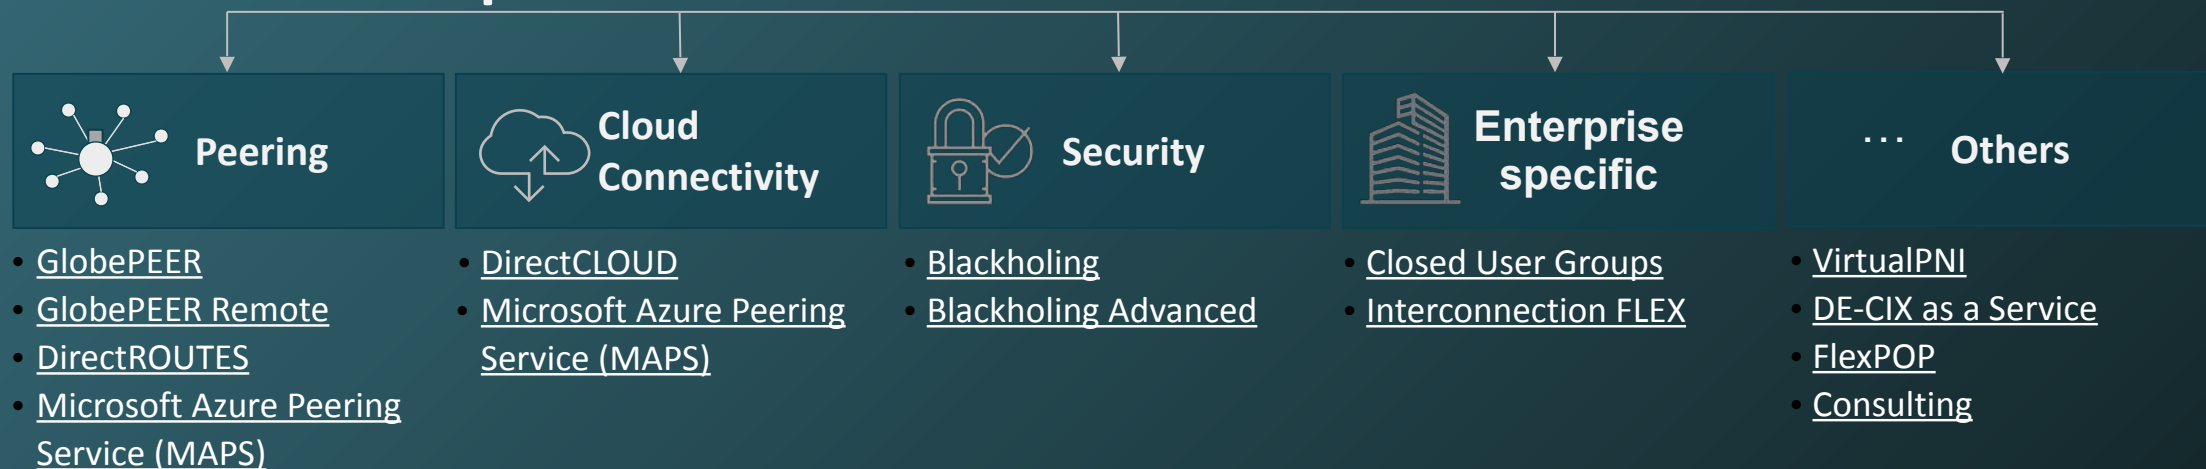 Peering
Cloud
Connectivity
Security
Enterprise
specific
... Others
• GlobePEER
• GlobePEER Remote
• DirectROUTES
• Microsoft Azure Peering
Service (MAPS)
• DirectCLOUD
• Microsoft Azure Peering
Service (MAPS)
• Blackholing
• Blackholing Advanced
• Closed User Groups
• Interconnection FLEX
• VirtualPNI
• DE-CIX as a Service
• FlexPOP
• Consulting